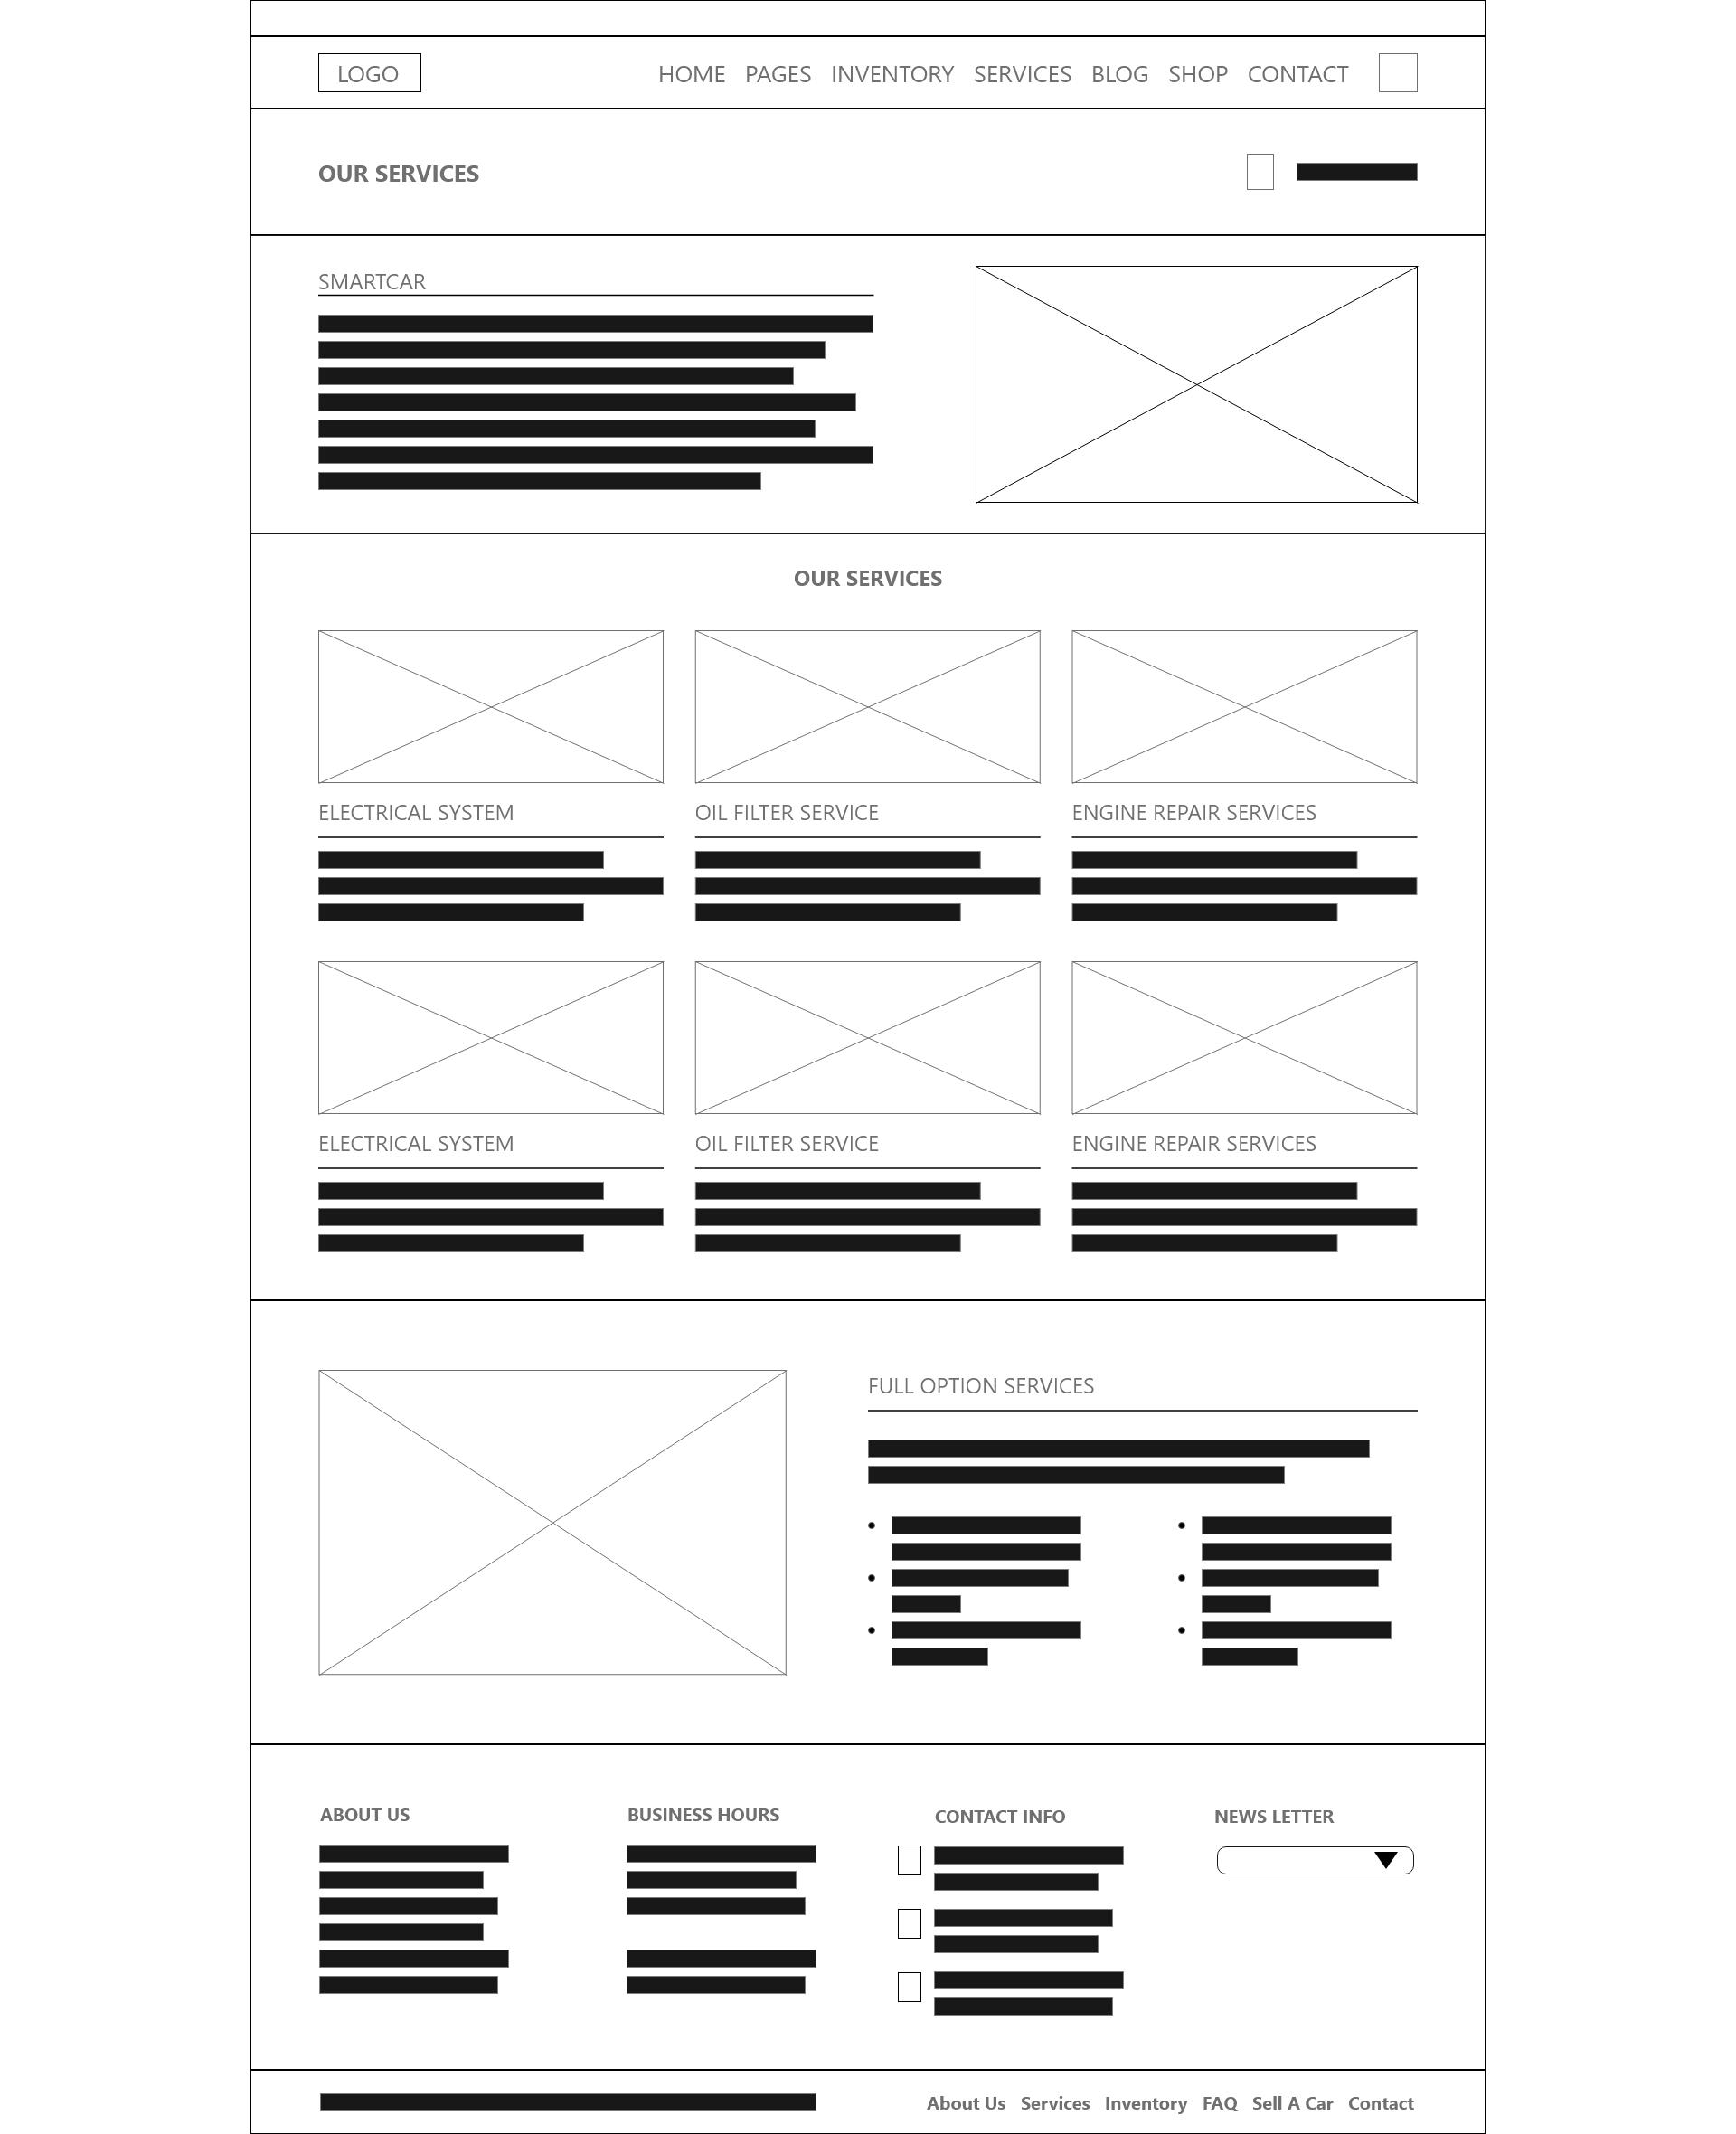 LOGO HOME PAGES INVENTORY SERVICES BLOG SHOP CONTACT
OUR SERVICES
SMARTCAR
OUR SERVICES
ELECTRICAL SYSTEM
OIL FILTER SERVICE
ENGINE REPAIR SERVICES
ELECTRICAL SYSTEM
OIL FILTER SERVICE
ENGINE REPAIR SERVICES
FULL OPTION SERVICES
ABOUT US
BUSINESS HOURS
CONTACT INFO
NEWS LETTER
About Us Services Inventory FAQ Sell A Car Contact